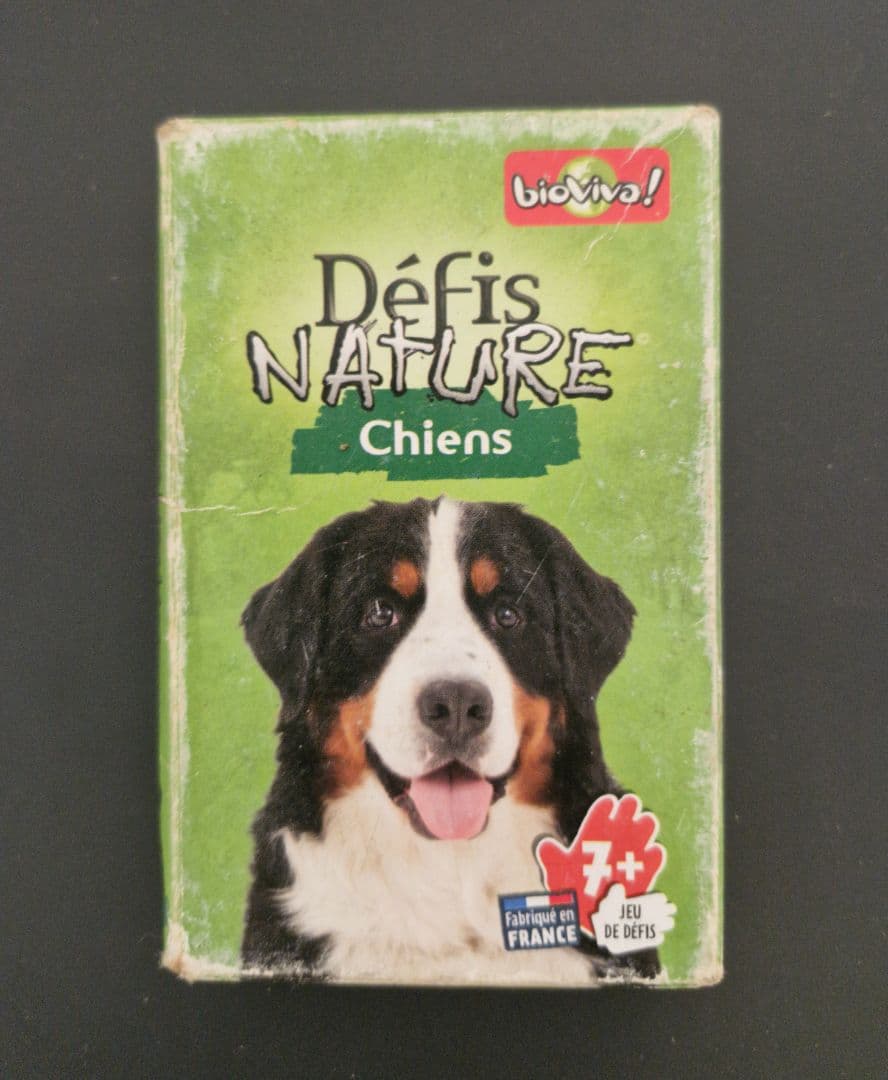 bioviva!
Défis
NATURE
Chiens
7+
JEU
DE DÉFIS
Fabriqué en
FRANCE